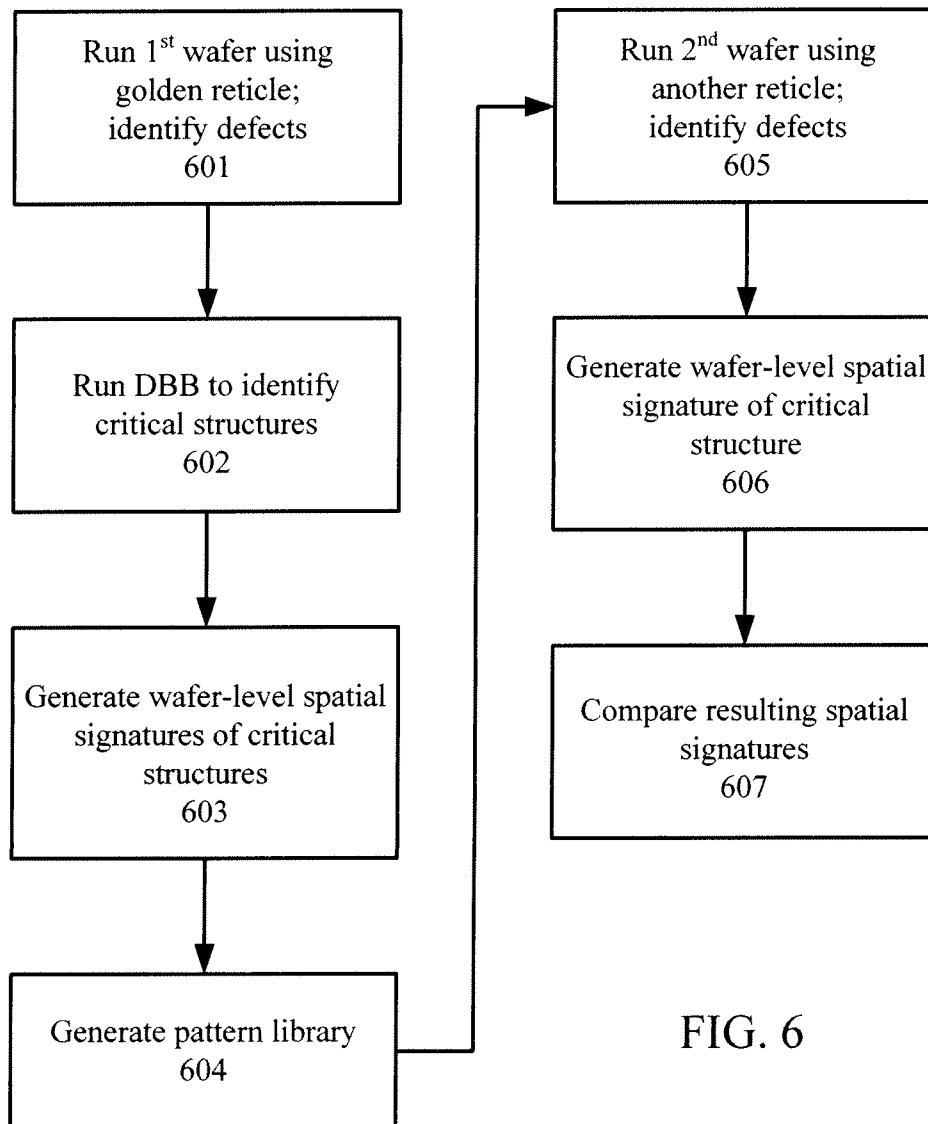 Run 1st wafer using
golden reticle;
identify defects
601
Run DBB to identify
critical structures
602
Generate wafer-level spatial
signatures of critical
structures
603
Generate pattern library
604
Run 2nd wafer using
another reticle;
identify defects
605
Generate wafer-level spatial
signature of critical
structure
606
Compare resulting spatial
signatures
607
FIG. 6